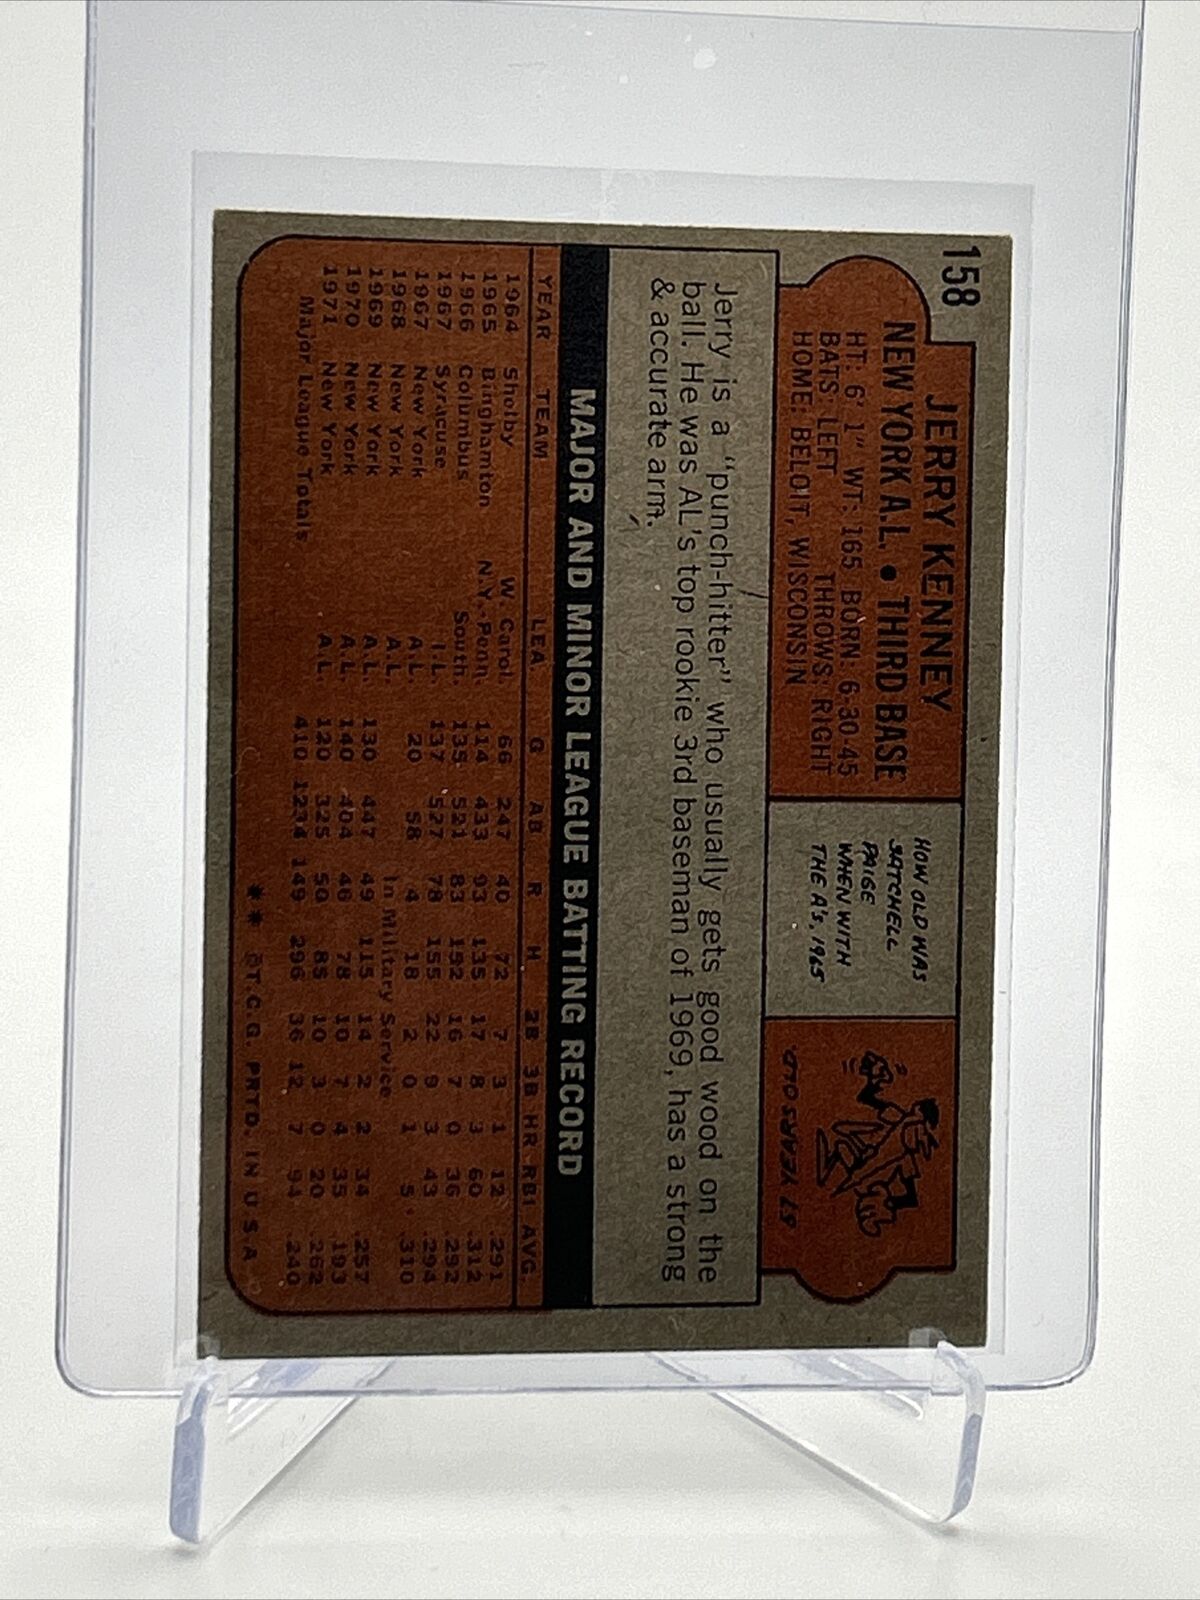 158
JERRY KENNEY
NEW YORK A.L. • THIRD BASE
HT: 6' 1" WT: 165 BORN: 6-30-45
BATS: LEFT THROWS: RIGHT
HOME: BELOIT, WISCONSIN
HOW OLD WAS
SATCHELL
PAIGE
WHEN WITH
THE A's, 1965
57 YEARS OLD.
Jerry is a "punch-hitter" who usually gets good wood on the
ball. He was AL's top rookie 3rd baseman of 1969, has a strong
& accurate arm.
MAJOR AND MINOR LEAGUE BATTING RECORD
YEAR TEAM LEA G AB R H 2B 3B HR RBI AVG.
1964 Shelby W. Carol. 66 247 40 72 7 3 1 12 .291
1965 Binghamton N.Y.-Penn. 114 433 93 135 17 8 3 60 .312
1966 Columbus South. 135 521 83 152 16 7 0 36 .292
1967 Syracuse I.L. 137 527 78 155 22 9 3 43 .294
1967 New York A.L. 20 58 4 18 2 0 1 5 .310
1968 New York A.L. In Military Service
1969 New York A.L. 130 447 49 115 14 2 2 34 .257
1970 New York A.L. 140 404 46 78 10 7 4 35 .193
1971 New York A.L. 120 325 50 85 10 3 0 20 .262
Major League Totals 410 1234 149 296 36 12 7 94 .240
** ©T.C.G. PRTD. IN U.S.A.